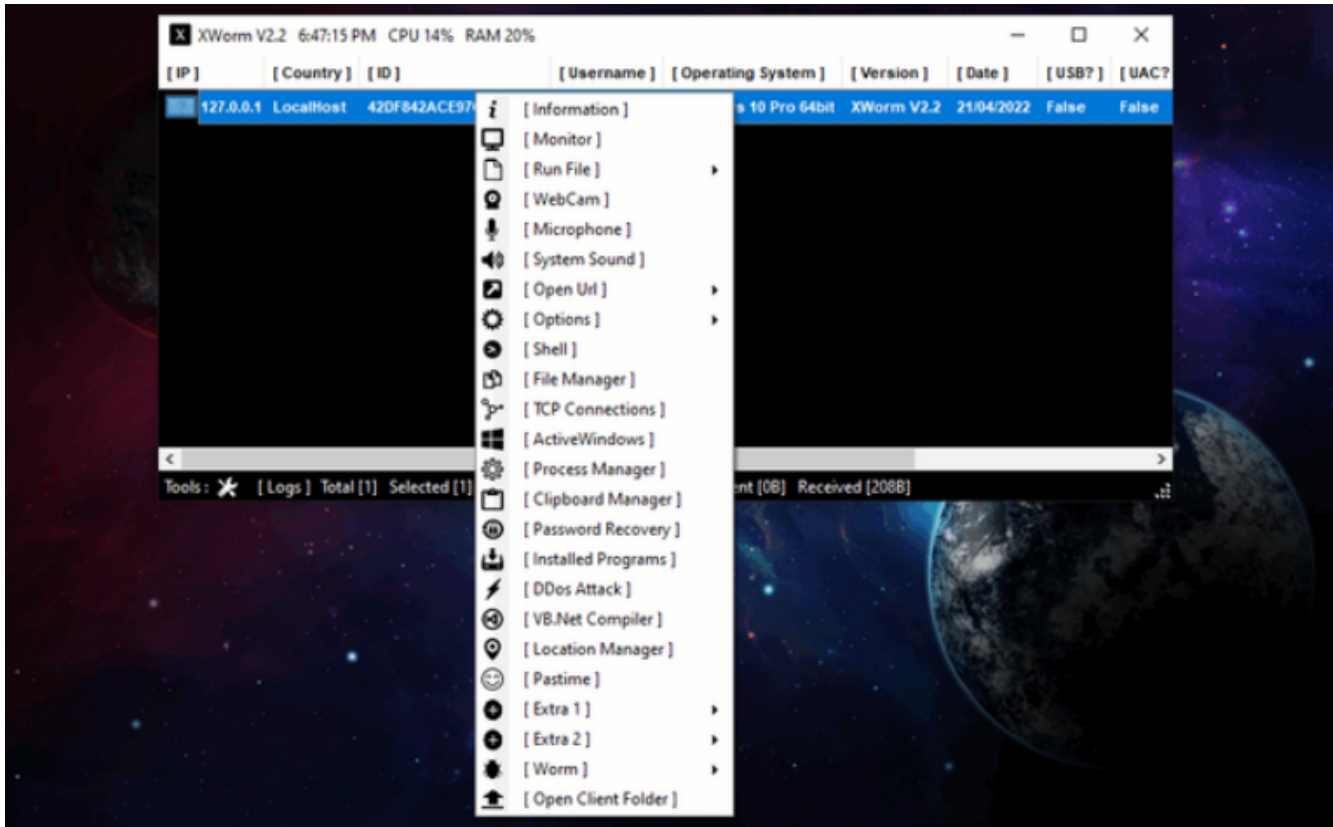 XWorm V2.2 6:47:15 PM CPU 14% RAM 20%
[ IP ] [ Country ] [ ID ] [ Username ] [ Operating System ] [ Version ] [ Date ] [ USB? ] [ UAC?
127.0.0.1 LocalHost 42DF842ACE97 s 10 Pro 64bit XWorm V2.2 21/04/2022 False False
[ Information ]
[ Monitor ]
[ Run File ]
[ WebCam ]
[ Microphone ]
[ System Sound ]
[ Open Url ]
[ Options ]
[ Shell ]
[ File Manager ]
[ TCP Connections ]
[ ActiveWindows ]
[ Process Manager ]
[ Clipboard Manager ]
[ Password Recovery ]
[ Installed Programs ]
[ DDos Attack ]
[ VB.Net Compiler ]
[ Location Manager ]
[ Pastime ]
[ Extra 1 ]
[ Extra 2 ]
[ Worm ]
[ Open Client Folder ]
Tools : [ Logs ] Total [1] Selected [1] ent [0B] Received [208B]